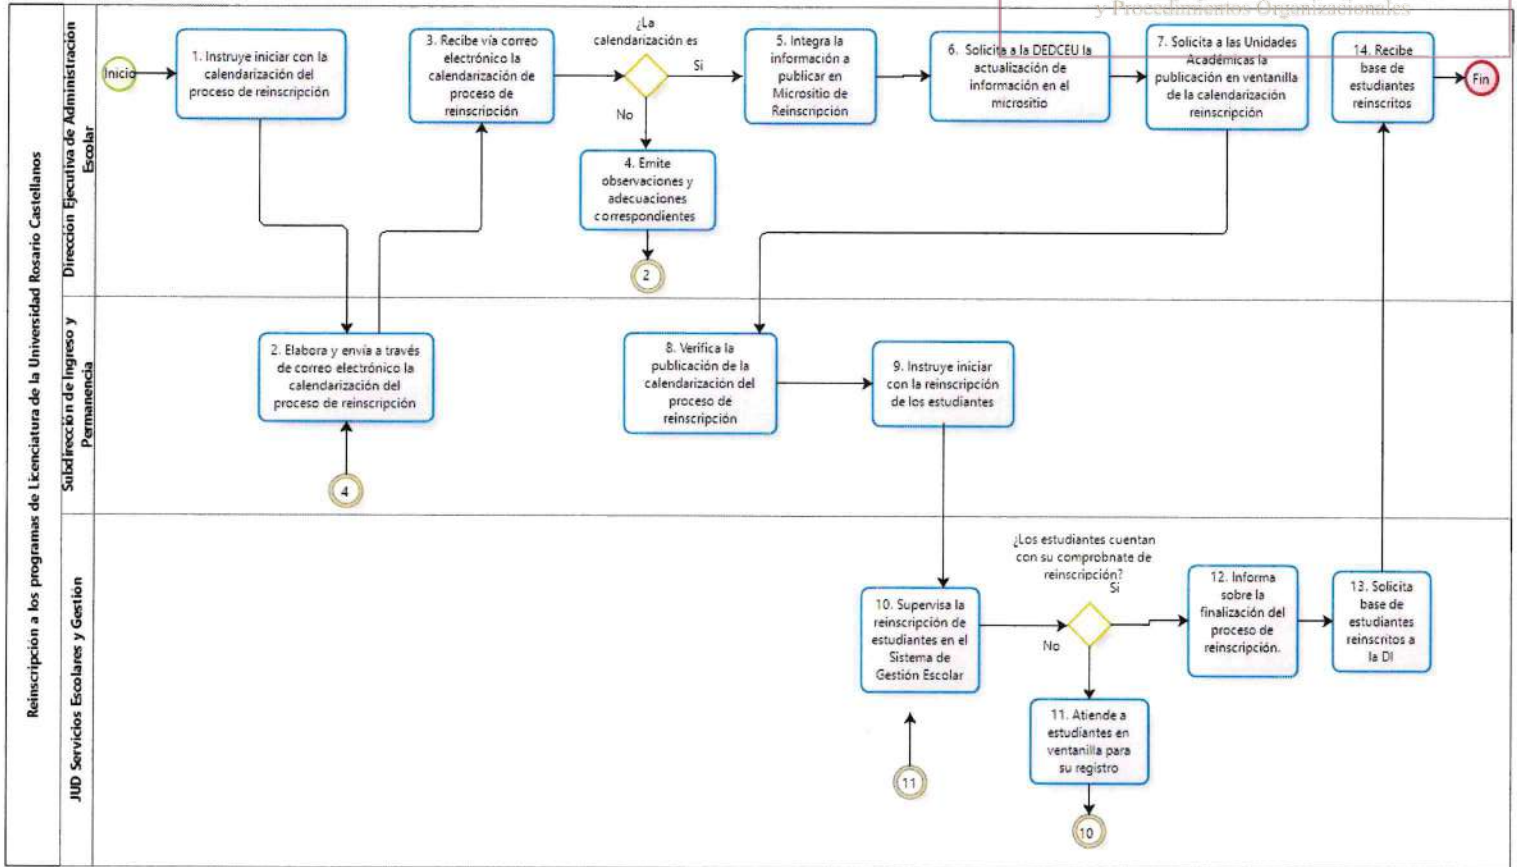 y Procedimientos Organizacionales
Reinscripción a los programas de Licenciatura de la Universidad Rosario Castellanos
Dirección Ejecutiva de Administración
Escolar
Inicio
1. Instruye iniciar con la
calendarización del
proceso de reinscripción
3. Recibe vía correo
electrónico la
calendarización de
proceso de
reinscripción
¿La
calendarización es
Si
No
4. Emite
observaciones y
adecuaciones
correspondientes
2
5. Integra la
información a
publicar en
Micrositio de
Reinscripción
6. Solicita a la DEDCEU la
actualización de
información en el
micrositio
7. Solicita a las Unidades
Académicas la
publicación en ventanilla
de la calendarización
reinscripción
14. Recibe
base de
estudiantes
reinscritos
Fin
Subdirección de Ingreso y
Permanencia
2. Elabora y envía a través
de correo electrónico la
calendarización del
proceso de reinscripción
4
8. Verifica la
publicación de la
calendarización del
proceso de
reinscripción
9. Instruye iniciar
con la reinscripción
de los estudiantes
JUD Servicios Escolares y Gestión
10. Supervisa la
reinscripción de
estudiantes en el
Sistema de
Gestión Escolar
11
¿Los estudiantes cuentan
con su comprobnate de
reinscripción?
Si
No
11. Atiende a
estudiantes en
ventanilla para
su registro
10
12. Informa
sobre la
finalización del
proceso de
reinscripción.
13. Solicita
base de
estudiantes
reinscritos a
la DI